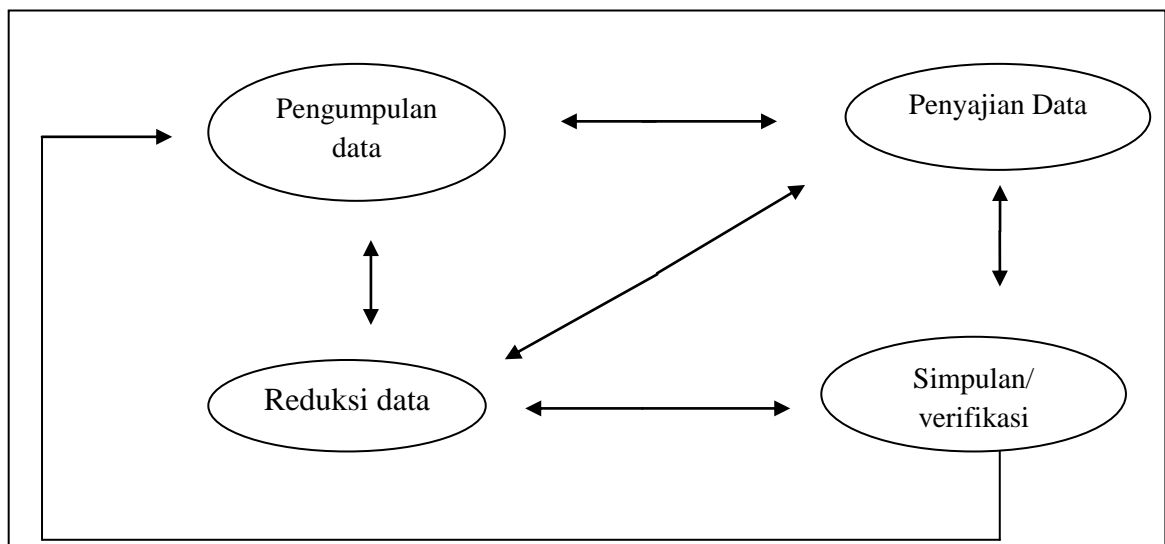 Pengumpulan
data
Penyajian Data
Reduksi data
Simpulan/
verifikasi